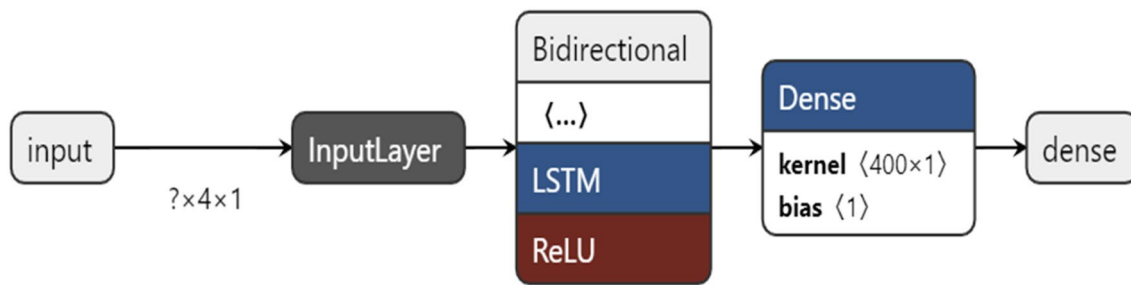 input
?×4×1
InputLayer
Bidirectional
⟨...⟩
LSTM
ReLU
Dense
kernel ⟨400×1⟩
bias ⟨1⟩
dense